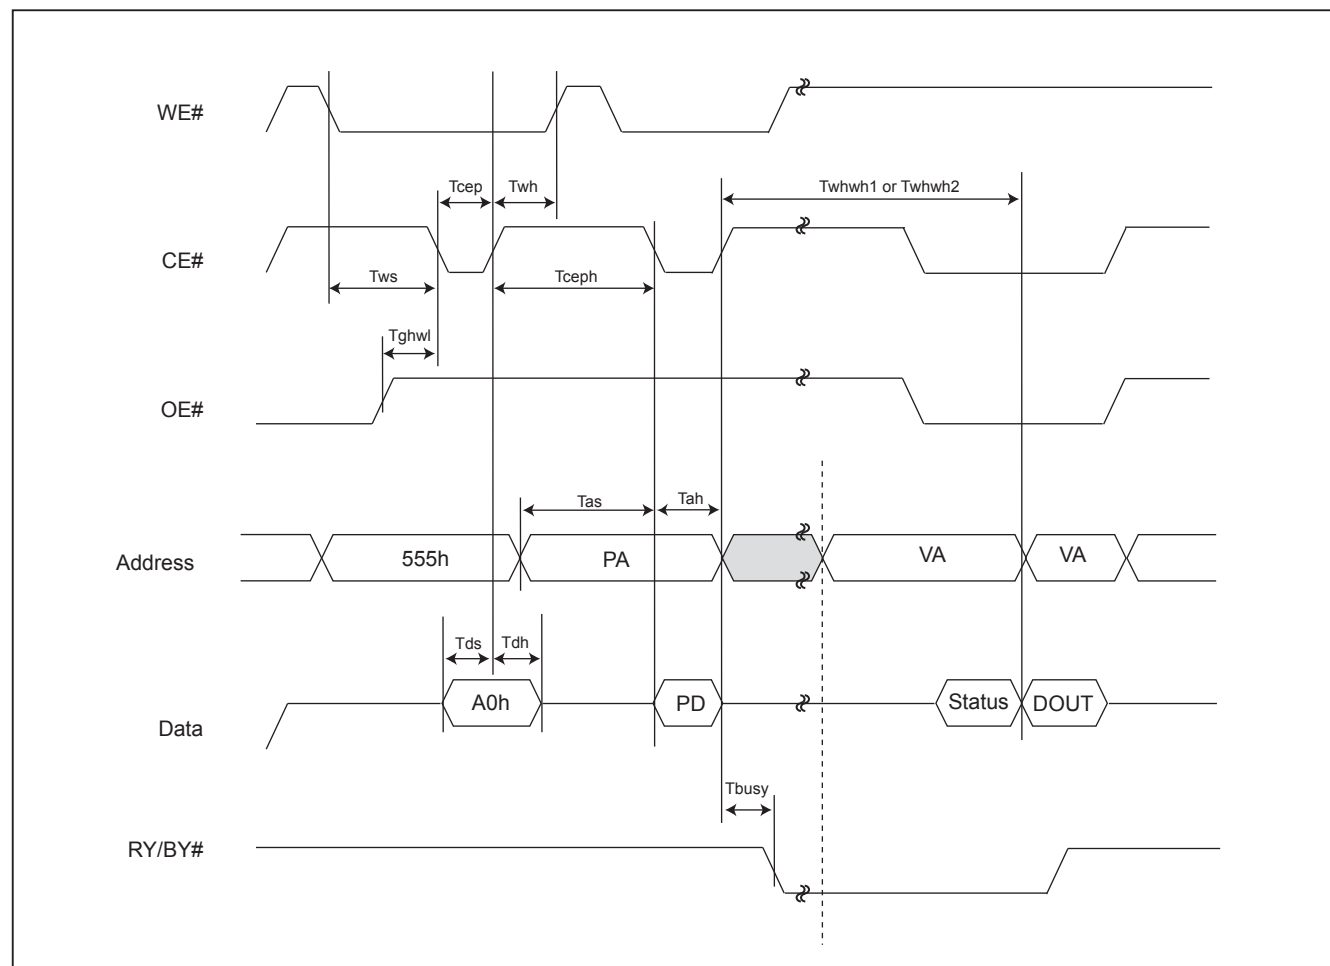 WE#
Tcep
Twh
Twhwh1 or Twhwh2
CE#
Tws
Tceph
Tghwl
OE#
Tas
Tah
Address
555h
PA
VA
VA
Tds
Tdh
Data
A0h
PD
Status
DOUT
Tbusy
RY/BY#